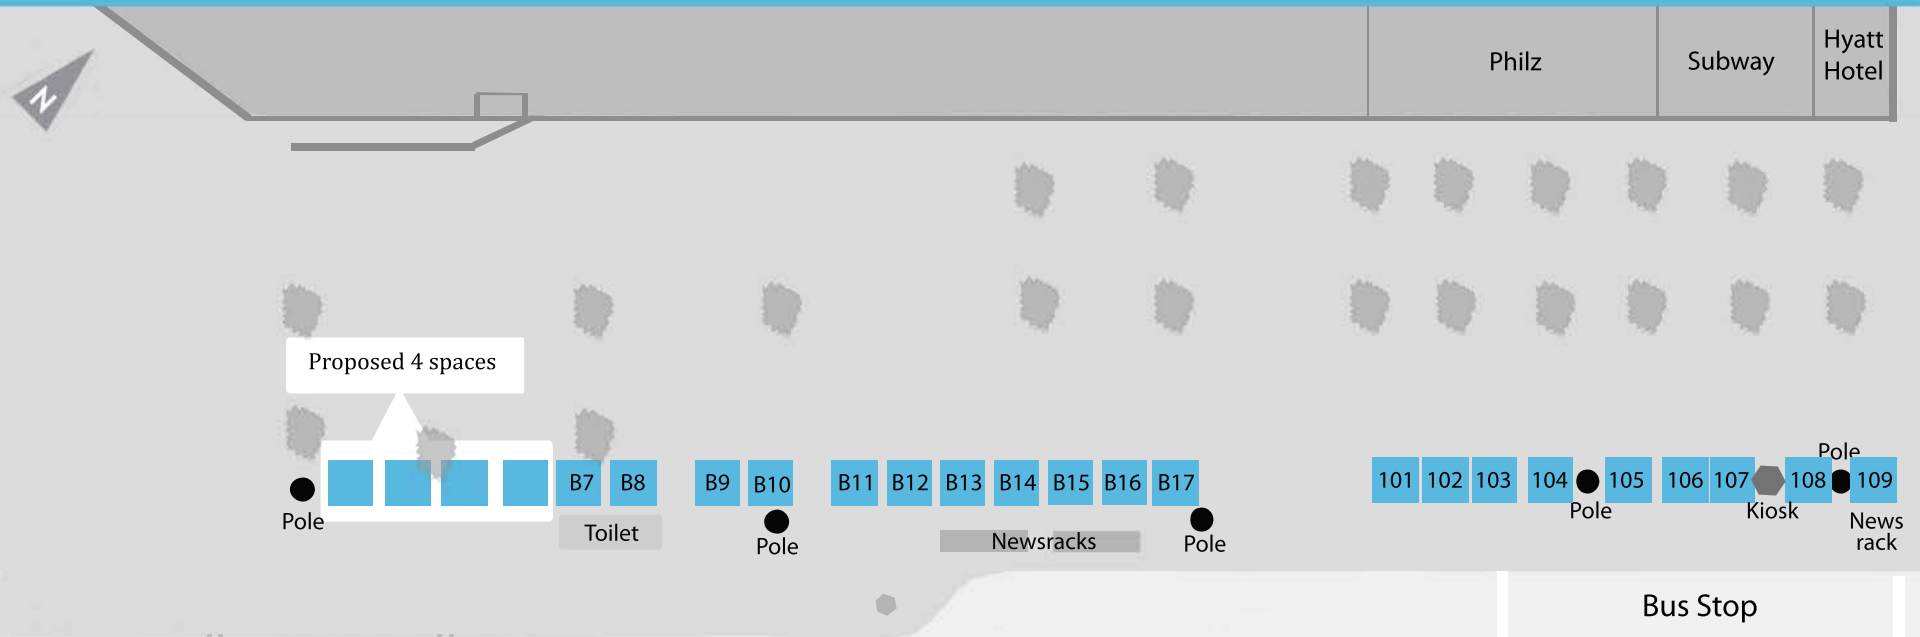 Hyatt
Hotel
Philz
Subway
N
Proposed 4 spaces
Pole
B7
B8
B9
B10
B11
B12
B13
B14
B15
B16
B17
101
102
103
104
105
106
107
108
109
Pole
Toilet
Pole
Newsracks
Pole
Pole
Kiosk
News
rack
Bus Stop